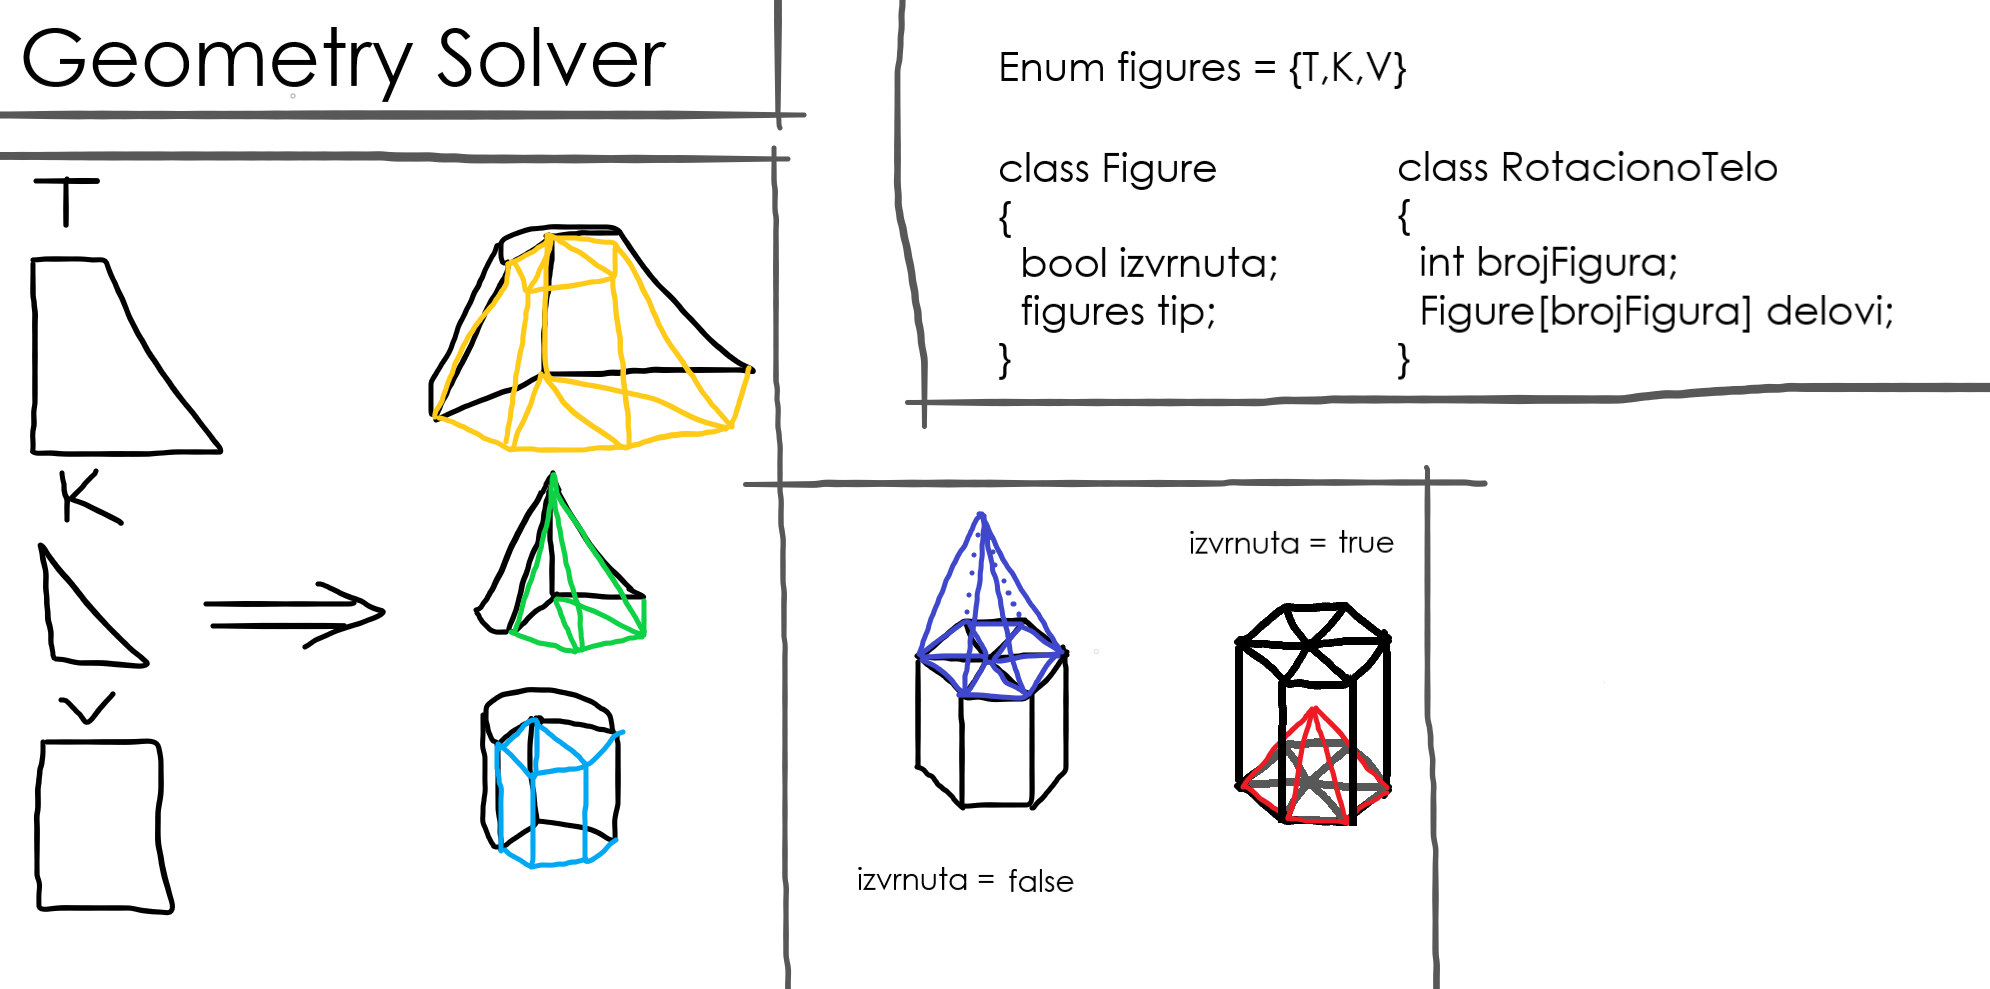 Geometry Solver
T
K
V
Enum figures = {T,K,V}
class Figure
{
bool izvrnuta;
figures tip;
}
class RotacionoTelo
{
int brojFigura;
Figure[brojFigura] delovi;
}
izvrnuta = true
izvrnuta = false